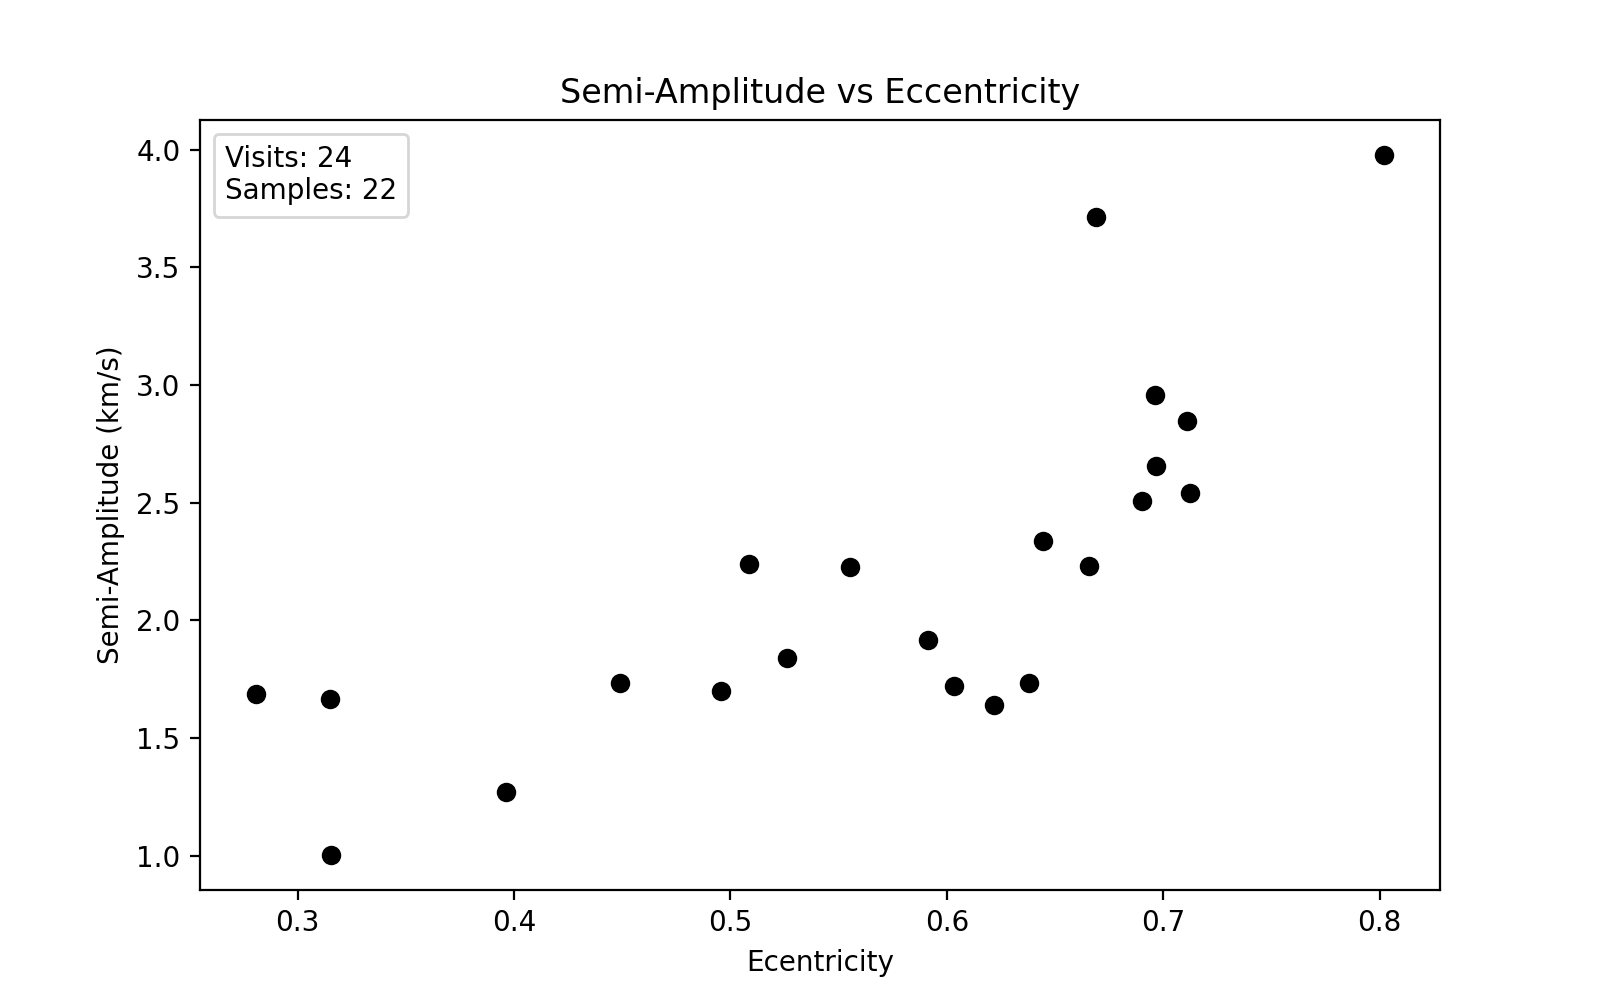 Semi-Amplitude vs Eccentricity
Visits: 24
Samples: 22
4.0
3.5
3.0
2.5
2.0
1.5
1.0
Semi-Amplitude (km/s)
0.3 0.4 0.5 0.6 0.7 0.8
Ecentricity